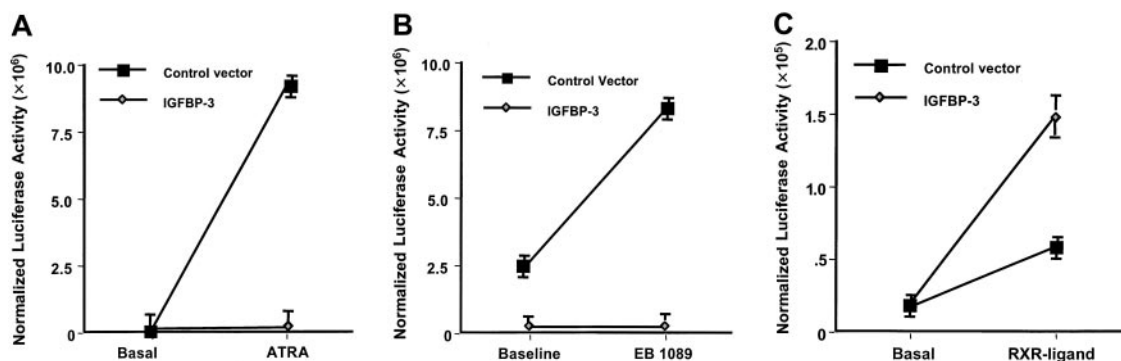 A
Normalized Luciferase Activity (×10⁶)
10.0
7.5
5.0
2.5
0
Control vector
IGFBP-3
Basal
ATRA
B
Normalized Luciferase Activity (×10⁶)
10.0
7.5
5.0
2.5
0
Control Vector
IGFBP-3
Baseline
EB 1089
C
Normalized Luciferase Activity (×10⁵)
2.0
1.5
1.0
.5
0
Control vector
IGFBP-3
Basal
RXR-ligand